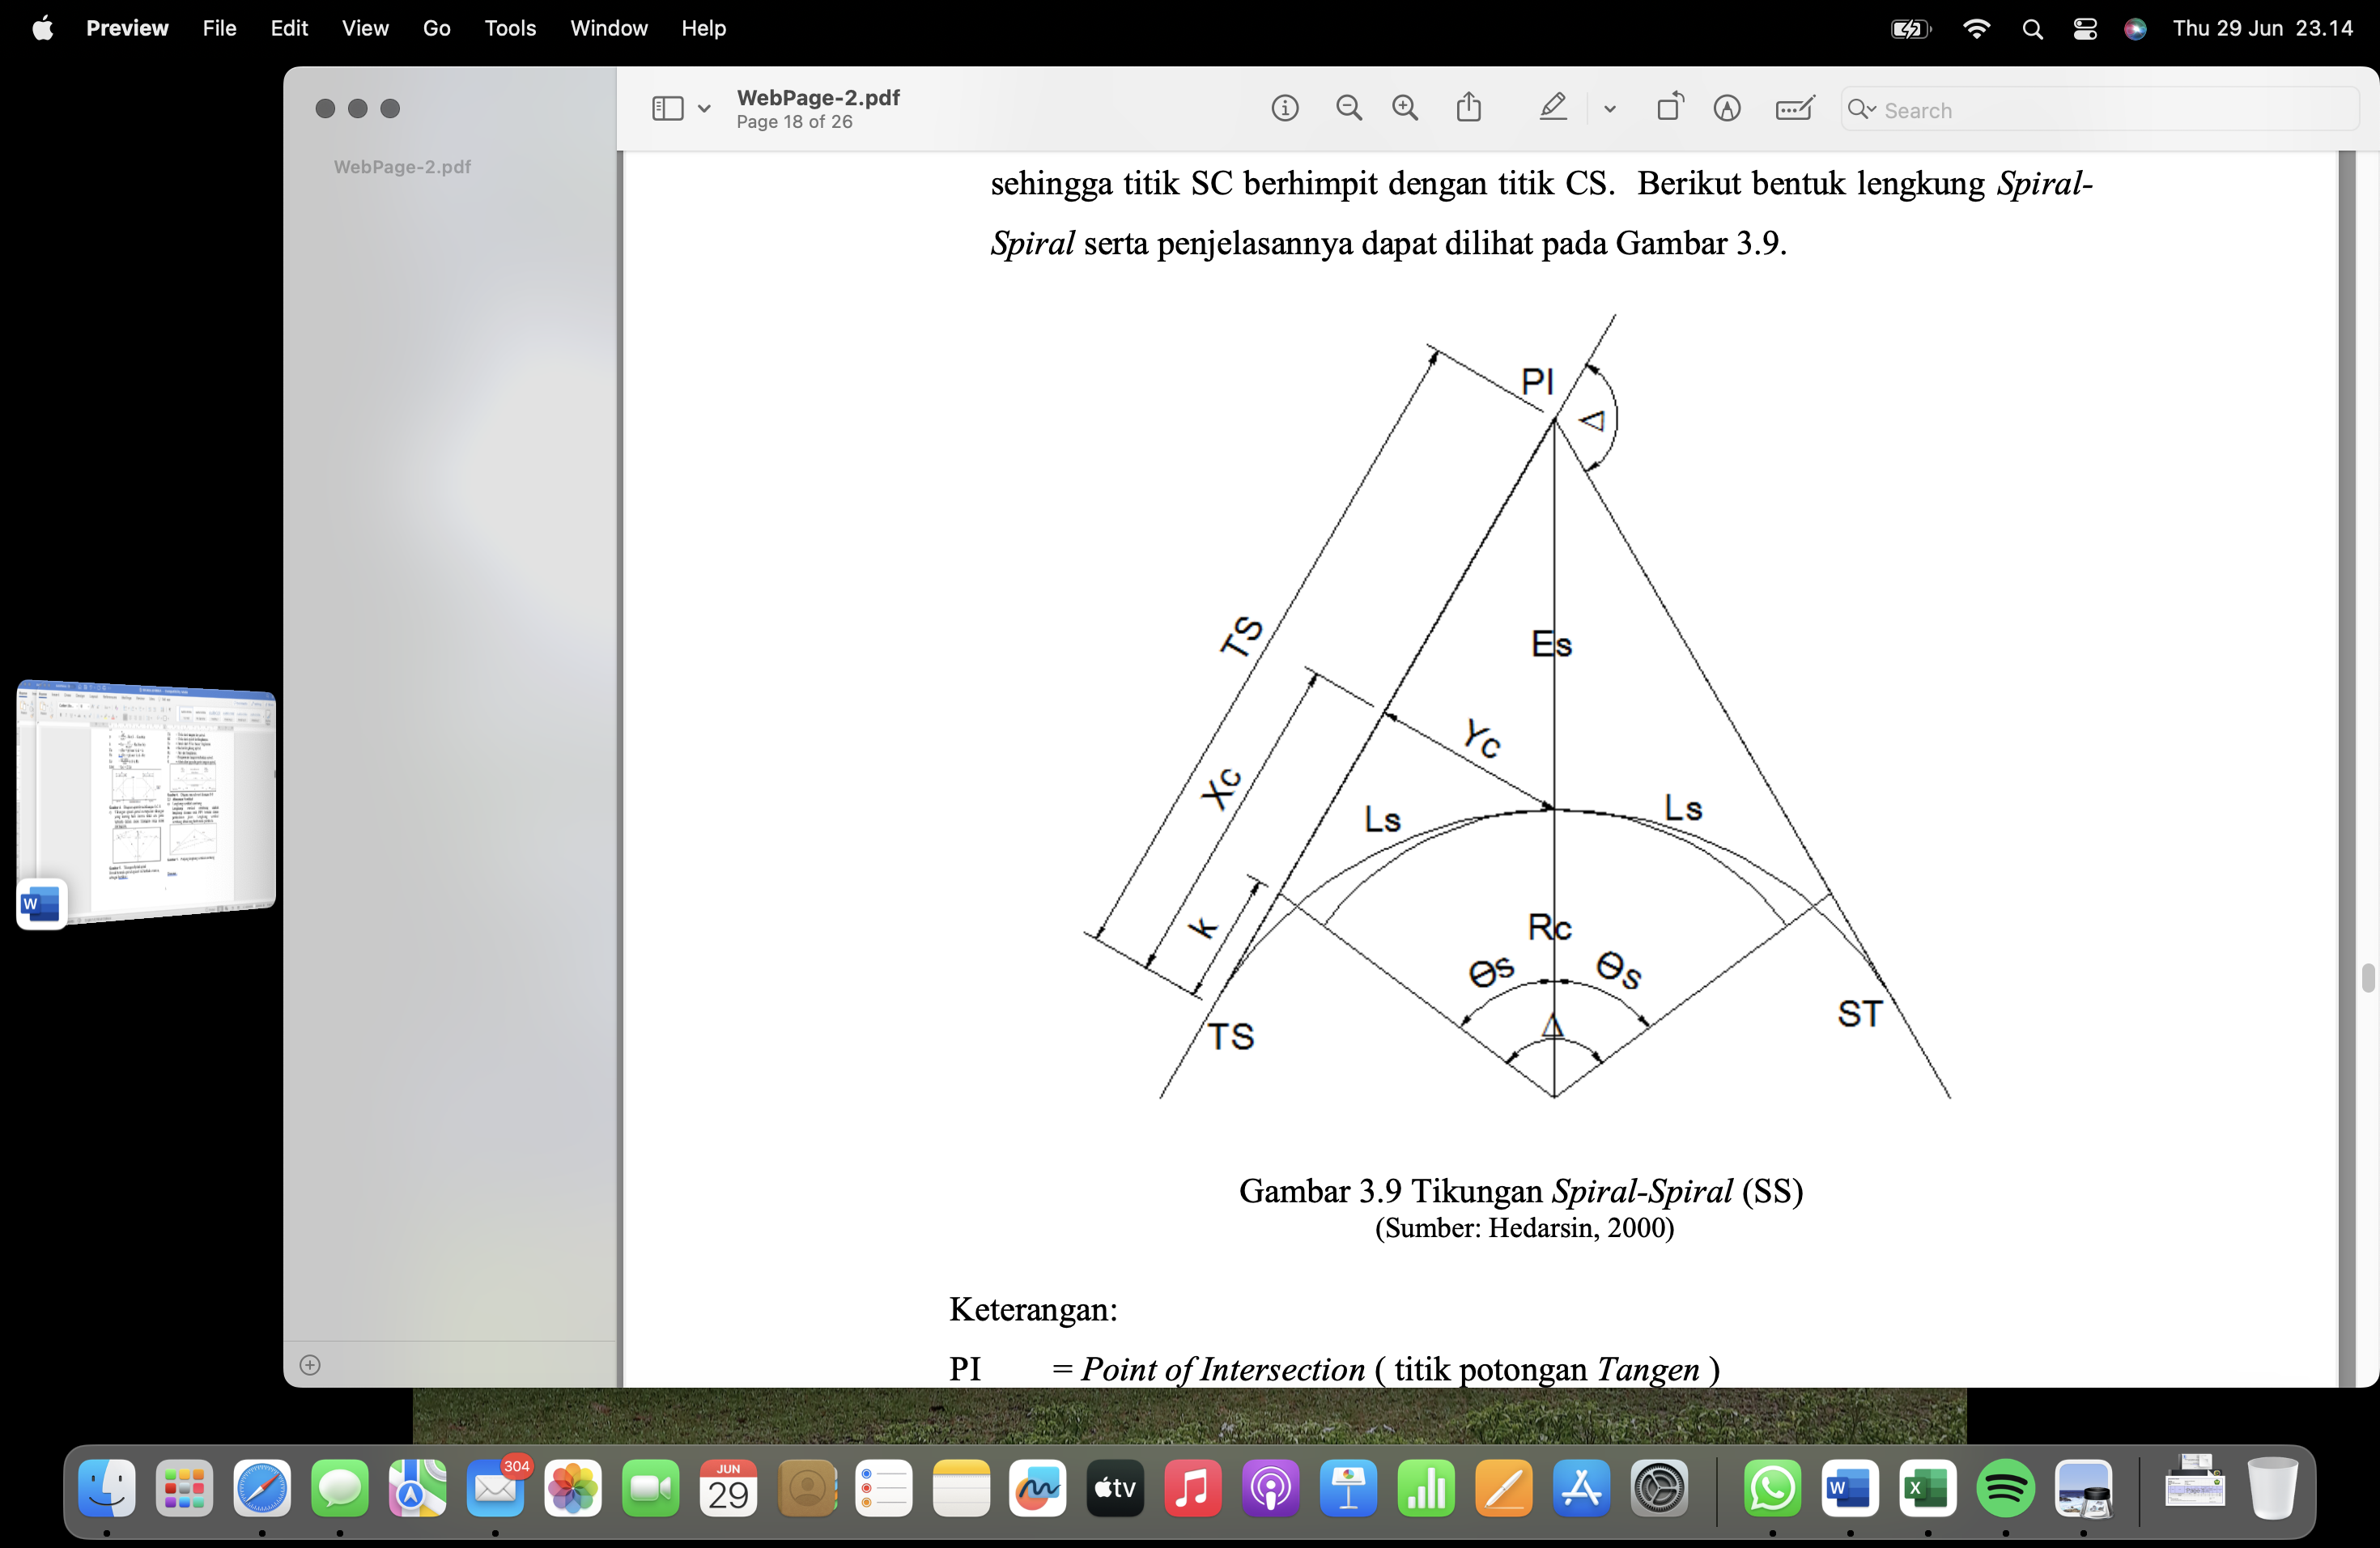 Preview File Edit View Go Tools Window Help Thu 29 Jun 23.14
WebPage-2.pdf
Page 18 of 26
Search
WebPage-2.pdf
sehingga titik SC berhimpit dengan titik CS. Berikut bentuk lengkung Spiral-
Spiral serta penjelasannya dapat dilihat pada Gambar 3.9.
PI
Δ
TS
Es
Yc
Xc
Ls
Ls
k
Rc
Θs
Θs
Δ
TS
ST
Gambar 3.9 Tikungan Spiral-Spiral (SS)
(Sumber: Hedarsin, 2000)
Keterangan:
PI = Point of Intersection ( titik potongan Tangen )
W
304
JUN
29
tv
W
X